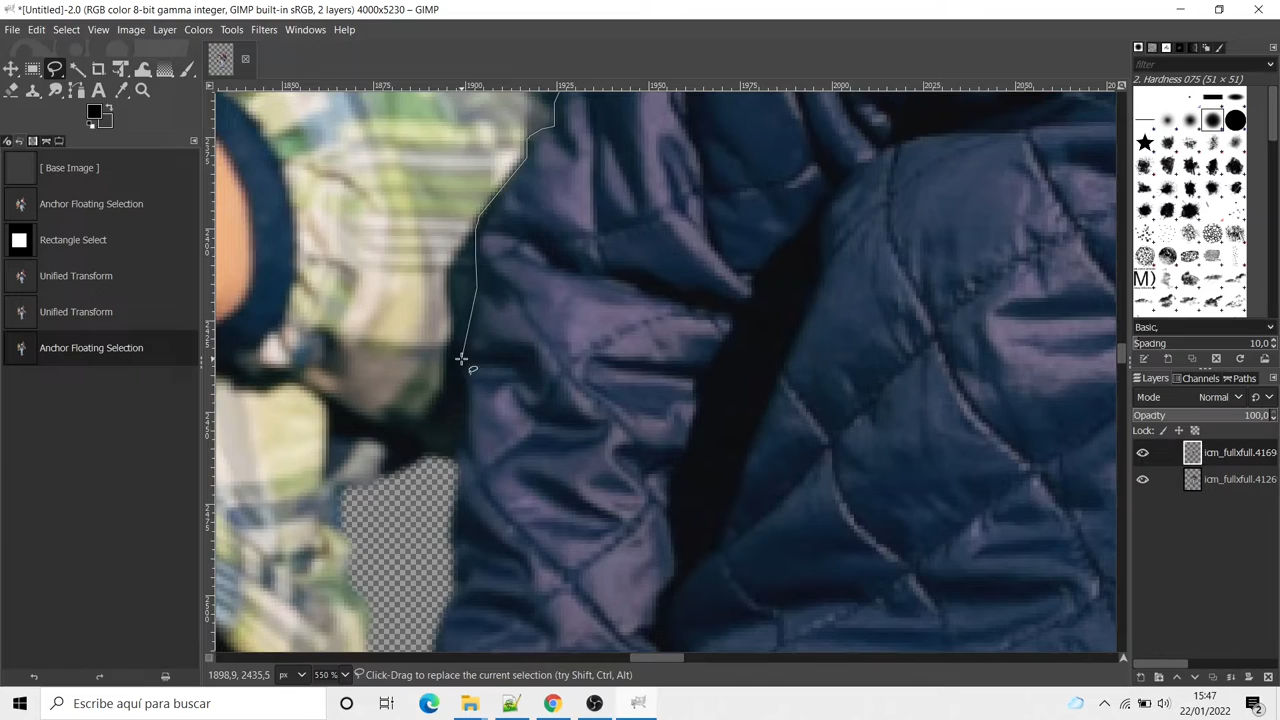 *[Untitled]-2.0 (RGB color 8-bit gamma integer, GIMP built-in sRGB, 2 layers) 4000x5230 – GIMP
File Edit Select View Image Layer Colors Tools Filters Windows Help
filter
2. Hardness 075 (51 × 51)
1850 1875 1900 1925 1950 1975 2000 2025 2050
[ Base Image ]
Anchor Floating Selection
Rectangle Select
Unified Transform
Unified Transform
Anchor Floating Selection
Basic,
Spacing 10,0
Layers Channels Paths
Mode Normal
Opacity 100,0
Lock:
icm_fullxfull.4169
icm_fullxfull.4126
1898,9, 2435,5 px 550 % Click-Drag to replace the current selection (try Shift, Ctrl, Alt)
Escribe aquí para buscar
15:47
22/01/2022
2